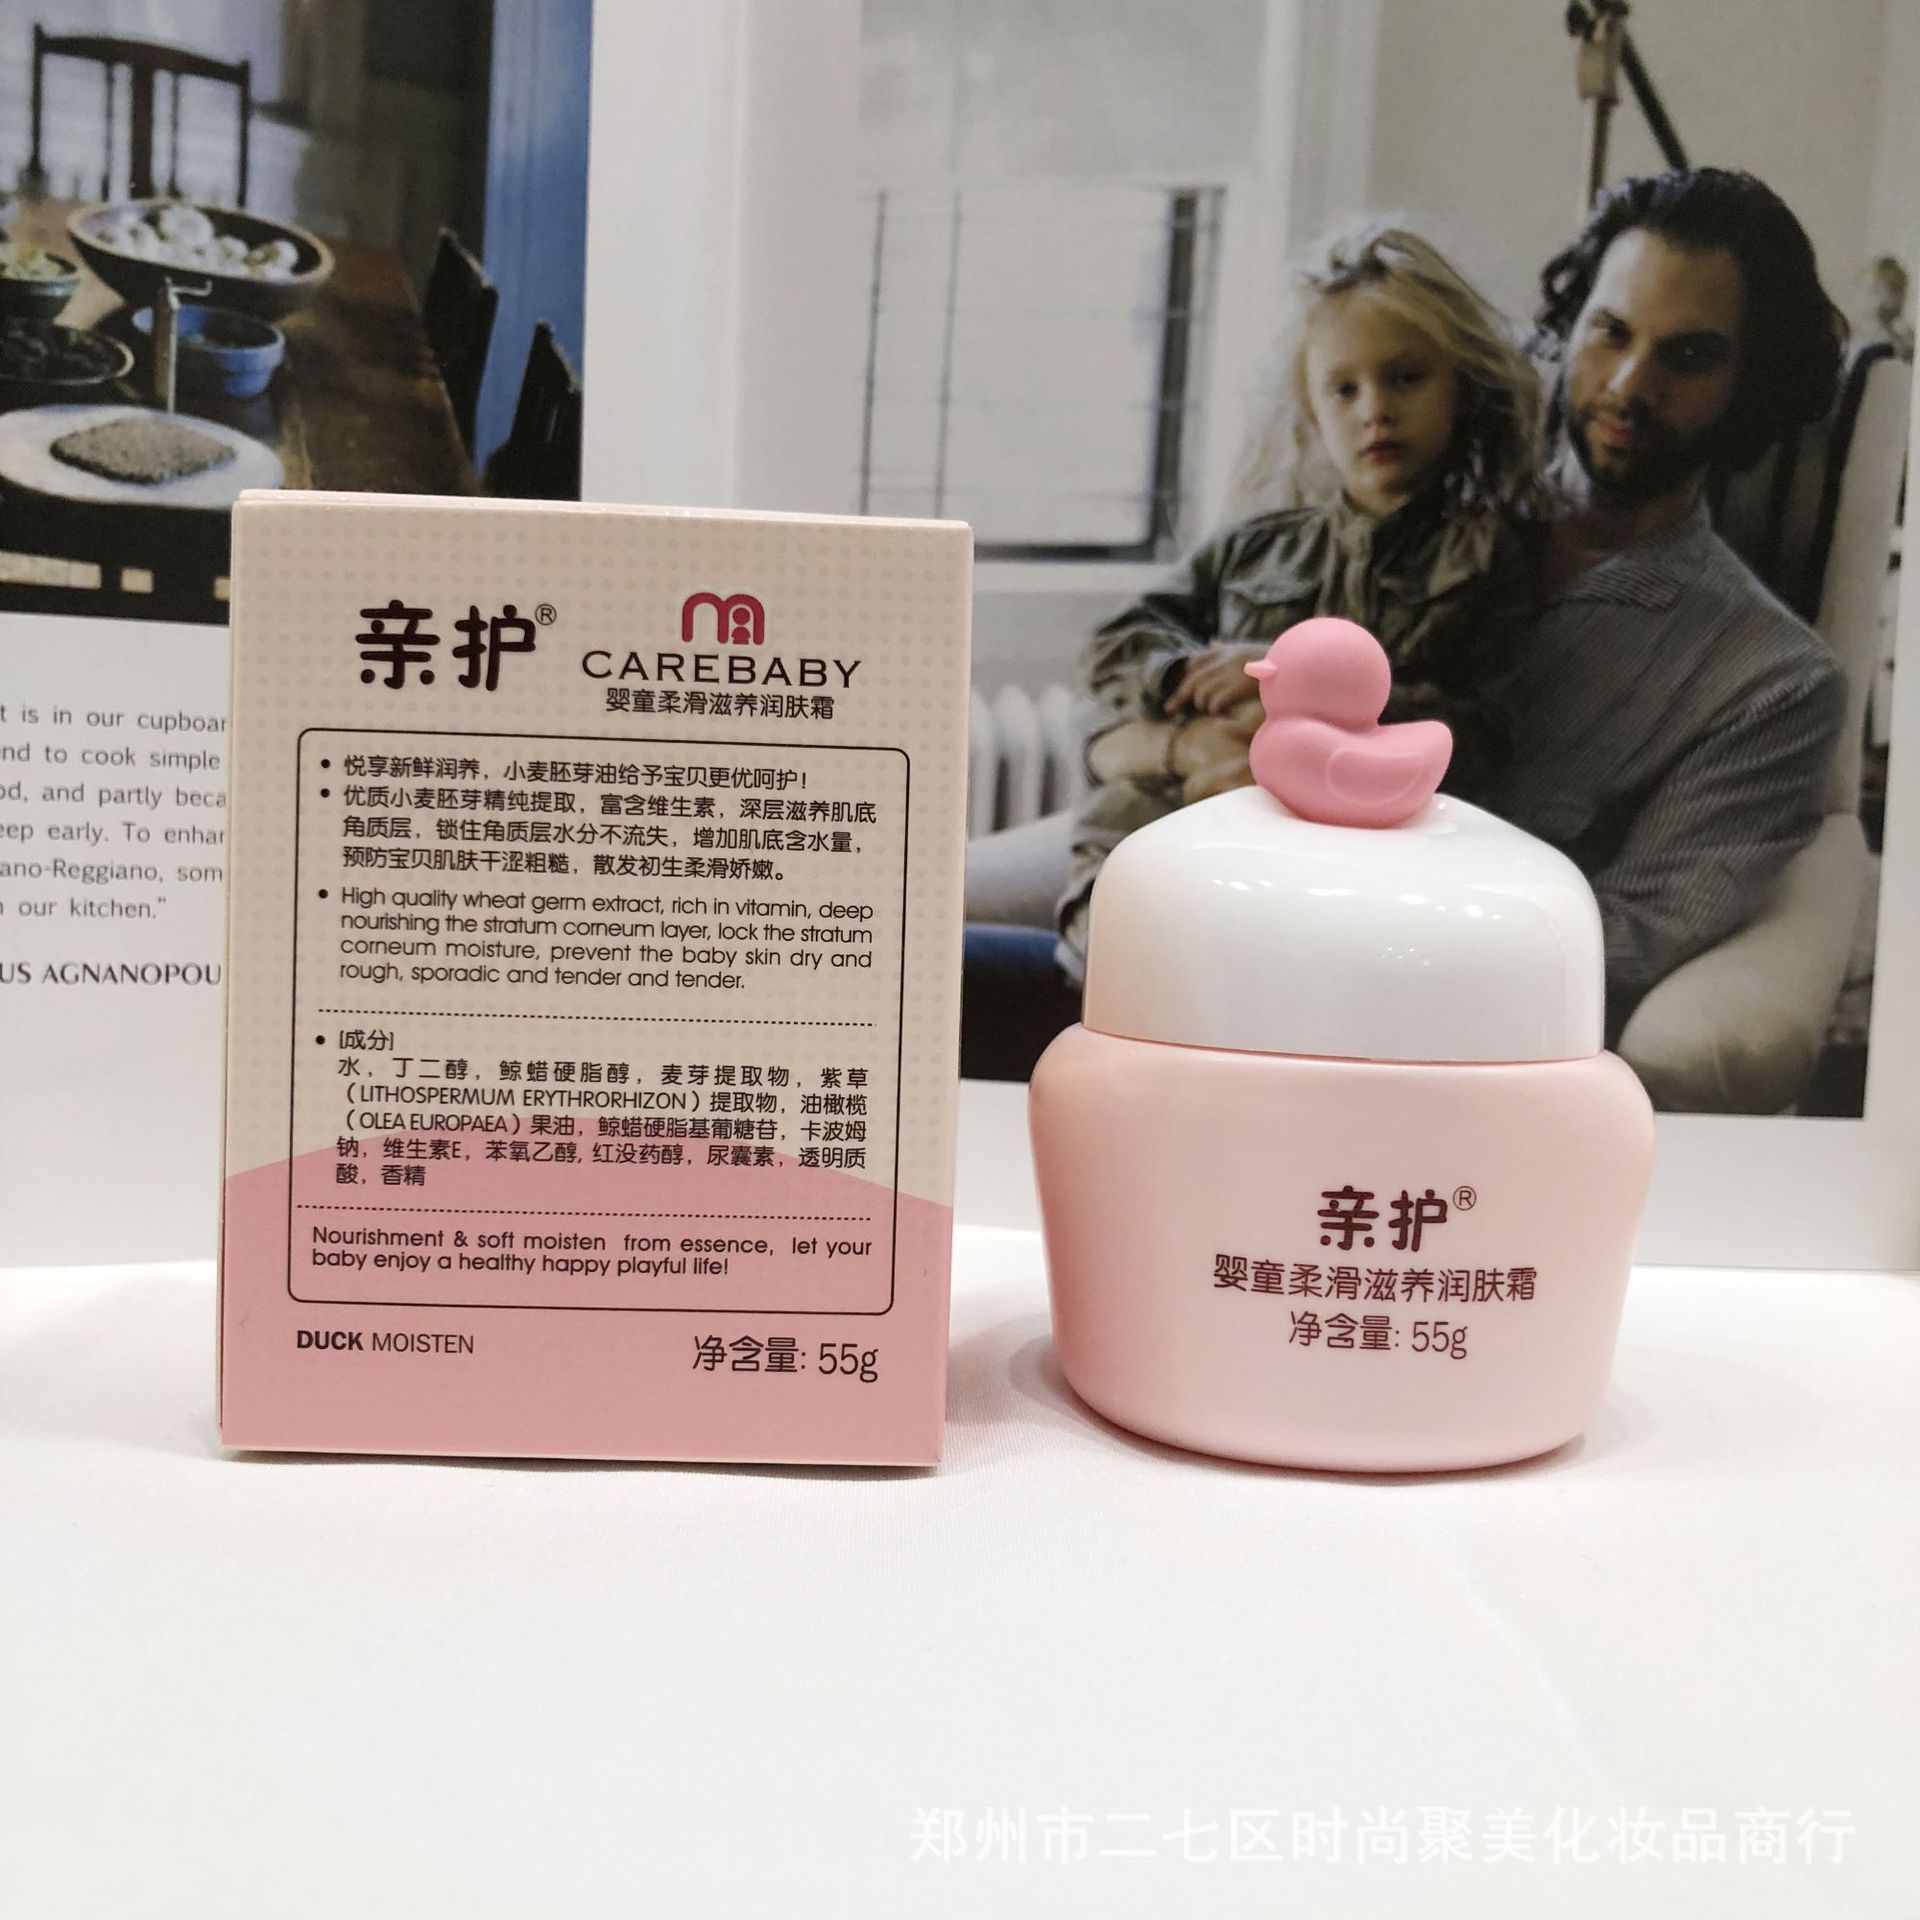 t is in our cupboar
nd to cook simple
od, and partly beca
eep early. To enhan
ano-Reggiano, som
n our kitchen."
US AGNANOPOU
亲护®
CAREBABY
婴童柔滑滋养润肤霜
• 悦享新鲜润养，小麦胚芽油给予宝贝更优呵护！
• 优质小麦胚芽精纯提取，富含维生素，深层滋养肌底
角质层，锁住角质层水分不流失，增加肌底含水量，
预防宝贝肌肤干涩粗糙，散发初生柔滑娇嫩。
• High quality wheat germ extract, rich in vitamin, deep
nourishing the stratum corneum layer, lock the stratum
corneum moisture, prevent the baby skin dry and
rough, sporadic and tender and tender.
• [成分]
水，丁二醇，鲸蜡硬脂醇，麦芽提取物，紫草
（LITHOSPERMUM ERYTHRORHIZON）提取物，油橄榄
（OLEA EUROPAEA）果油，鲸蜡硬脂基葡糖苷，卡波姆
钠，维生素E，苯氧乙醇, 红没药醇，尿囊素，透明质
酸，香精
Nourishment & soft moisten from essence, let your
baby enjoy a healthy happy playful life!
DUCK MOISTEN
净含量: 55g
亲护®
婴童柔滑滋养润肤霜
净含量: 55g
郑州市二七区时尚聚美化妆品商行